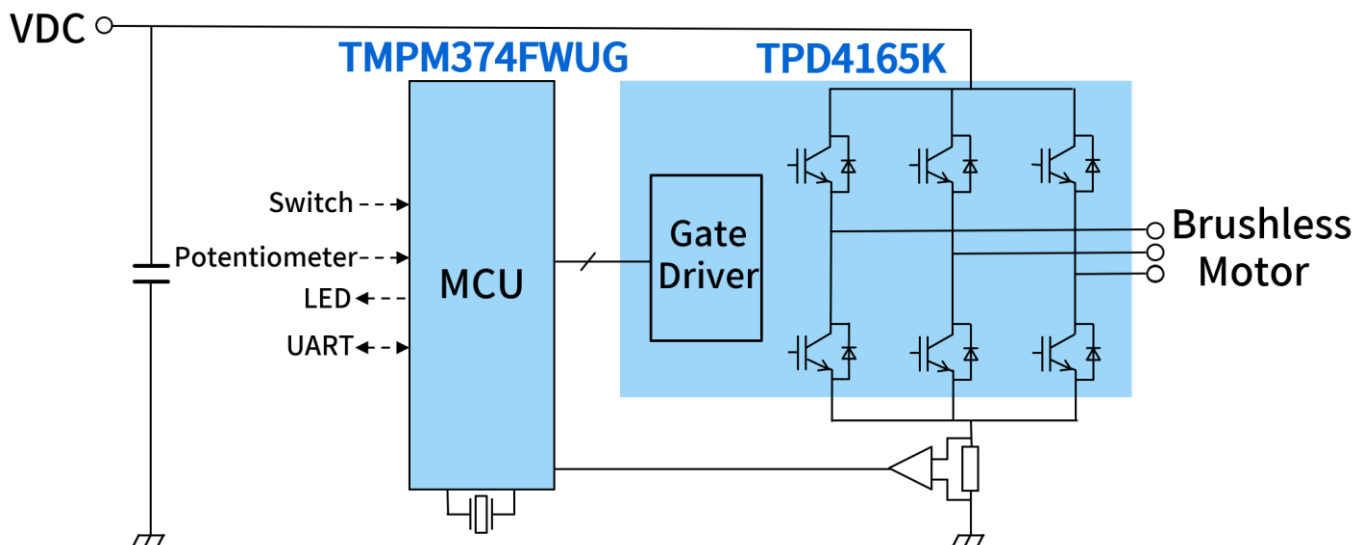 VDC
TMPM374FWUG
TPD4165K
Switch
Potentiometer
LED
UART
MCU
Gate
Driver
Brushless
Motor